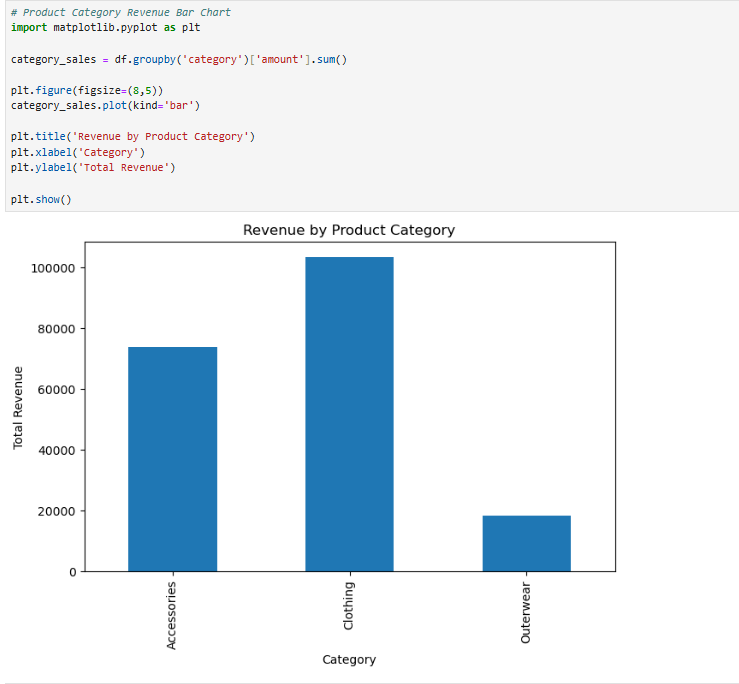 # Product Category Revenue Bar Chart
import matplotlib.pyplot as plt
category_sales = df.groupby('category')['amount'].sum()
plt.figure(figsize=(8,5))
category_sales.plot(kind='bar')
plt.title('Revenue by Product Category')
plt.xlabel('Category')
plt.ylabel('Total Revenue')
plt.show()
Revenue by Product Category
100000
80000
60000
40000
20000
0
Total Revenue
Accessories
Clothing
Outerwear
Category